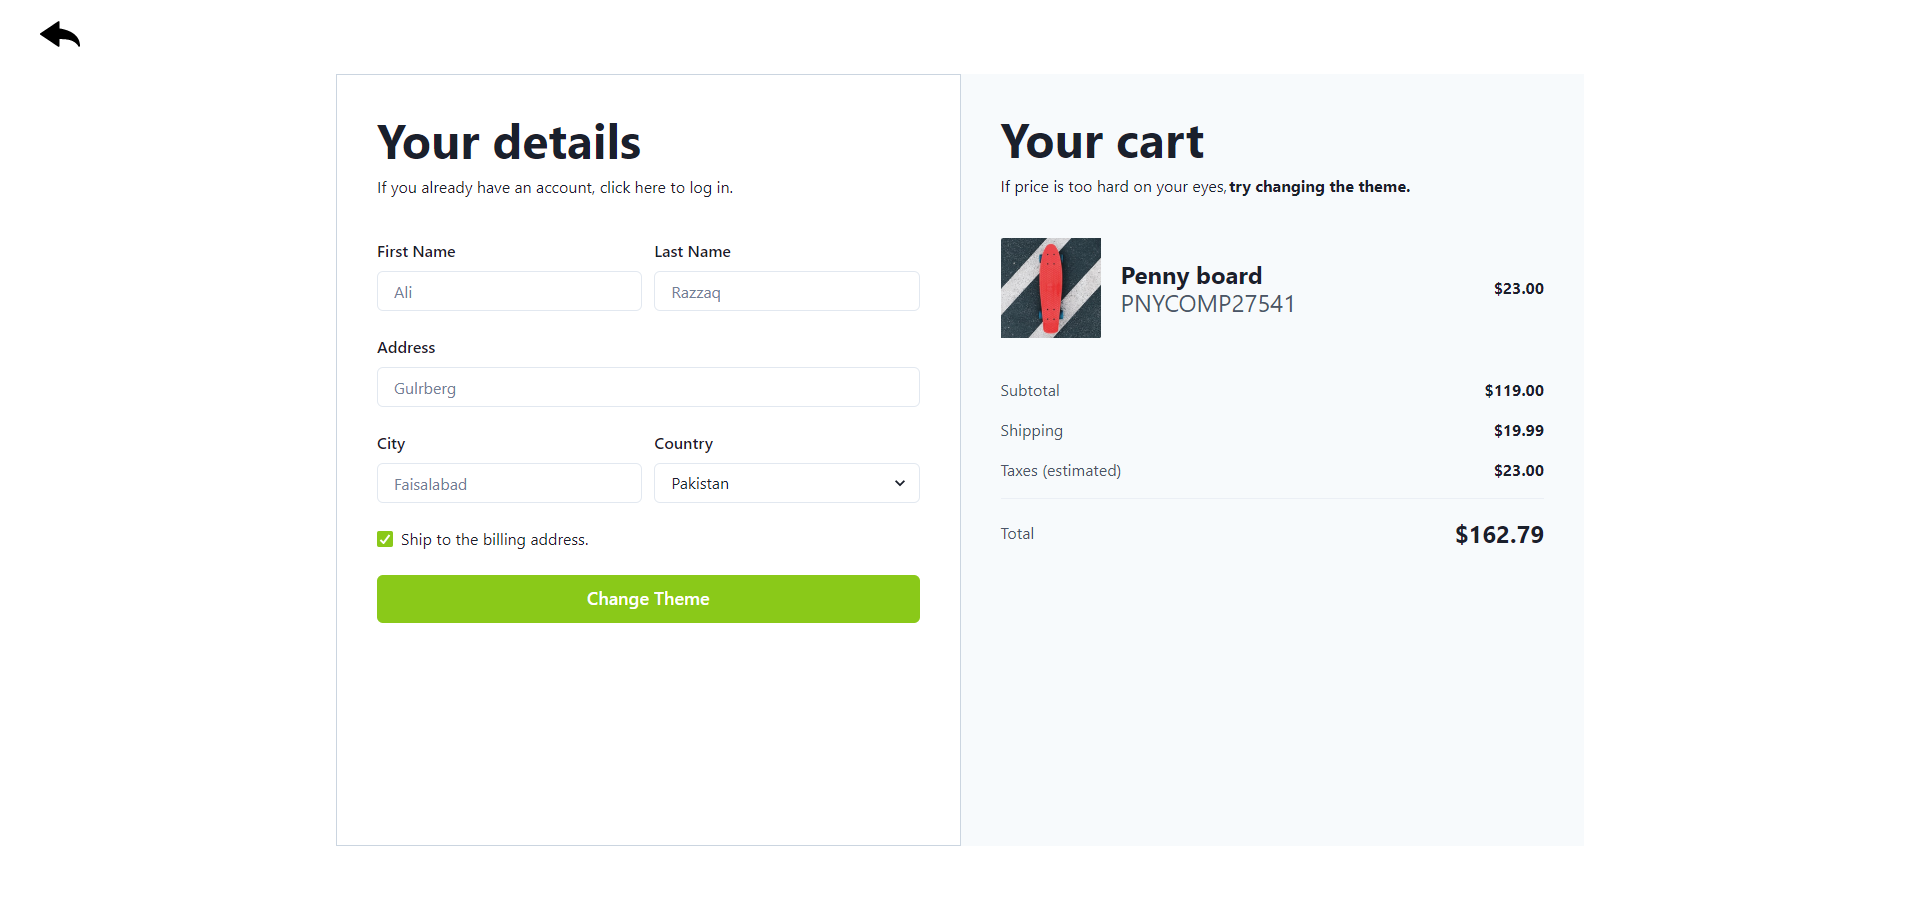 Your details
If you already have an account, click here to log in.
First Name
Last Name
Ali
Razzaq
Address
Gulrberg
City
Country
Faisalabad
Pakistan
Ship to the billing address.
Change Theme
Your cart
If price is too hard on your eyes, try changing the theme.
Penny board
PNYCOMP27541
$23.00
Subtotal $119.00
Shipping $19.99
Taxes (estimated) $23.00
Total $162.79